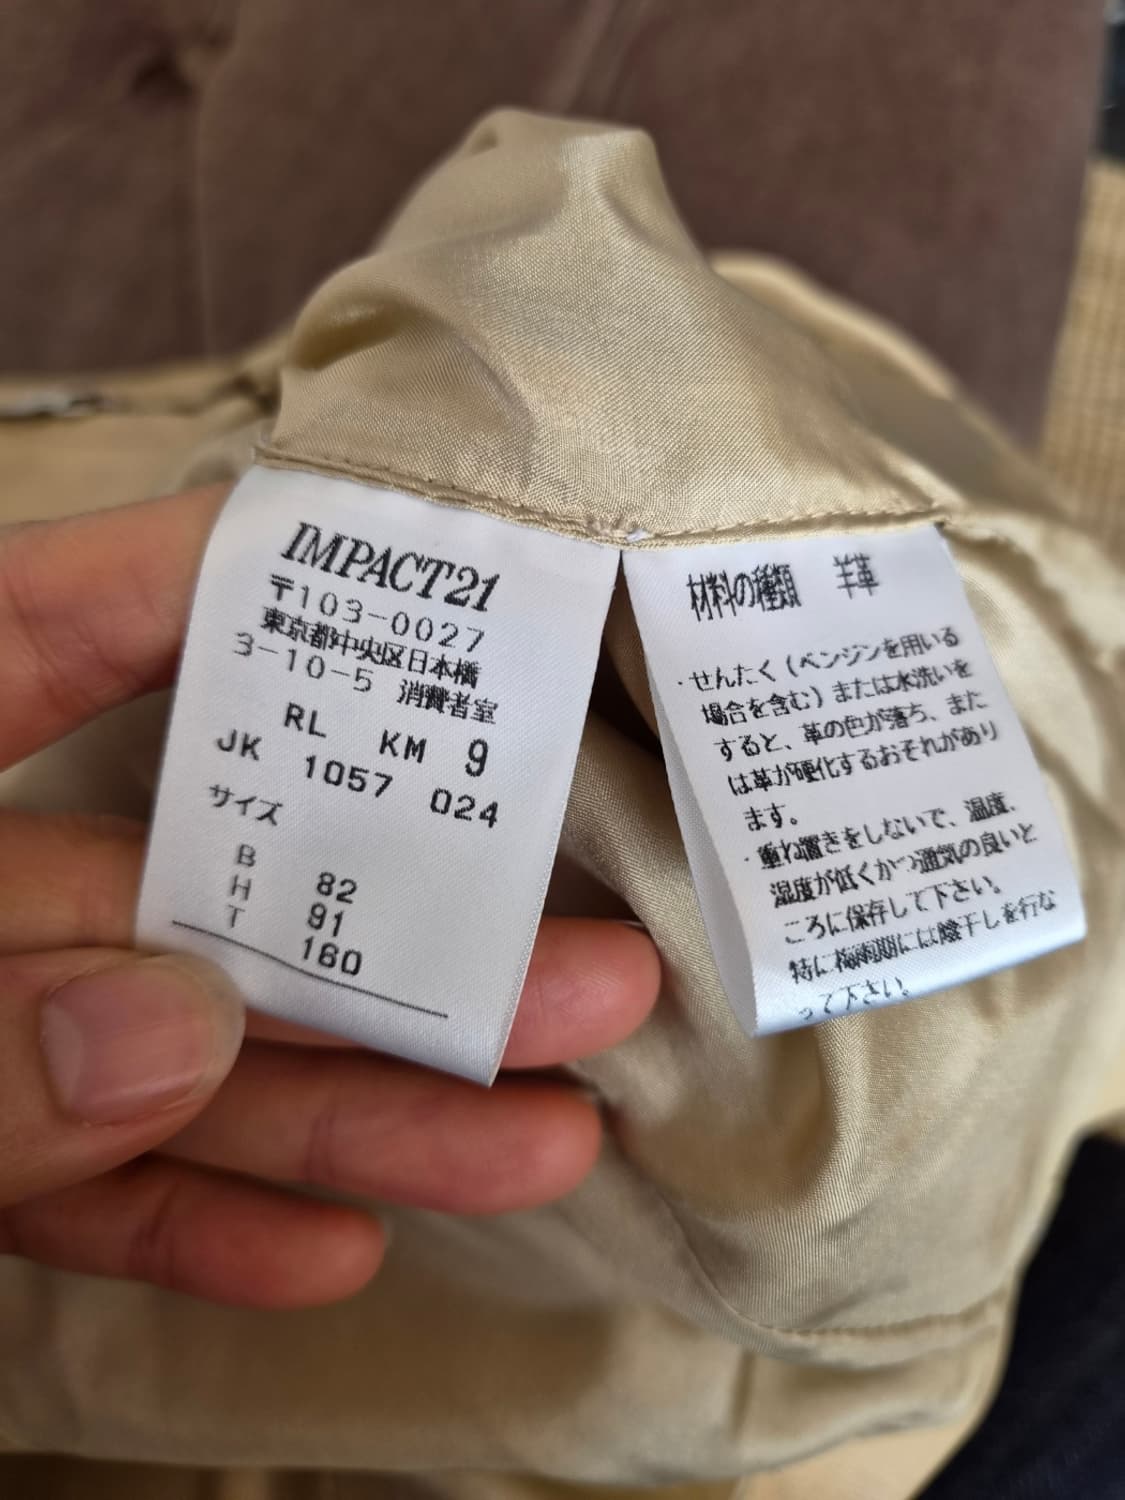 IMPACT21
〒103-0027
東京都中央区日本橋
3-10-5 消費者室
RL KM 9
JK 1057 024
サイズ
B 82
H 91
T 160
材料の種類 羊革
・せんたく（ベンジンを用いる
場合を含む）または水洗いを
すると、革の色が落ち、また
は革が硬化するおそれがあり
ます。
・重ね置きをしないで、温度、
湿度が低くかつ通気の良いと
ころに保存して下さい。
特に梅雨期には陰干しを行な
って下さい。